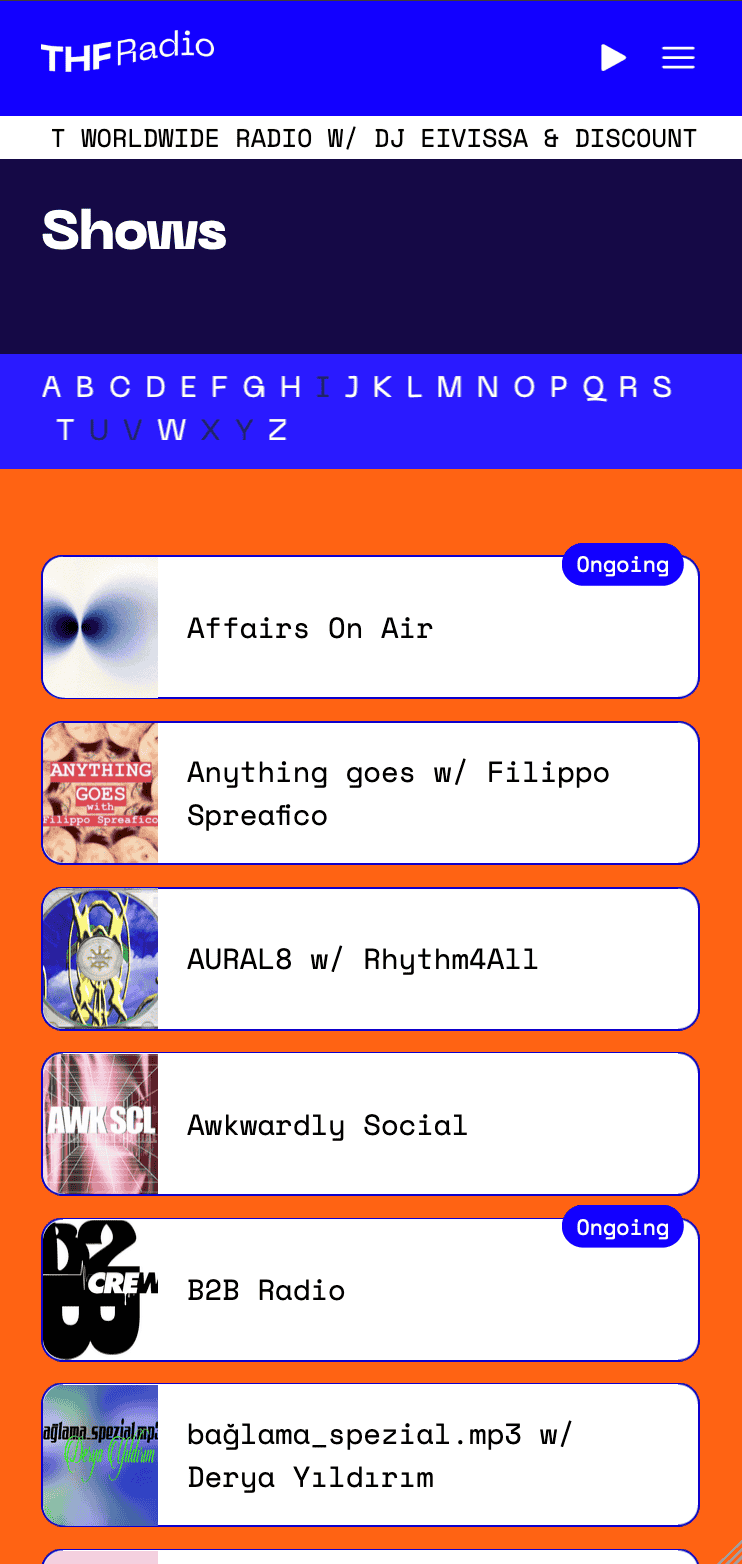 THF Radio
T WORLDWIDE RADIO W/ DJ EIVISSA & DISCOUNT
Shows
A B C D E F G H I J K L M N O P Q R S
T U V W X Y Z
Ongoing
Affairs On Air
ANYTHING
GOES
with
Filippo Spreafico
Anything goes w/ Filippo
Spreafico
AURAL8 w/ Rhythm4All
AWK SCL
Awkwardly Social
Ongoing
B2
CREW
B
B2B Radio
ağlama_spezial.mp3
Derya Yıldırım
bağlama_spezial.mp3 w/
Derya Yıldırım